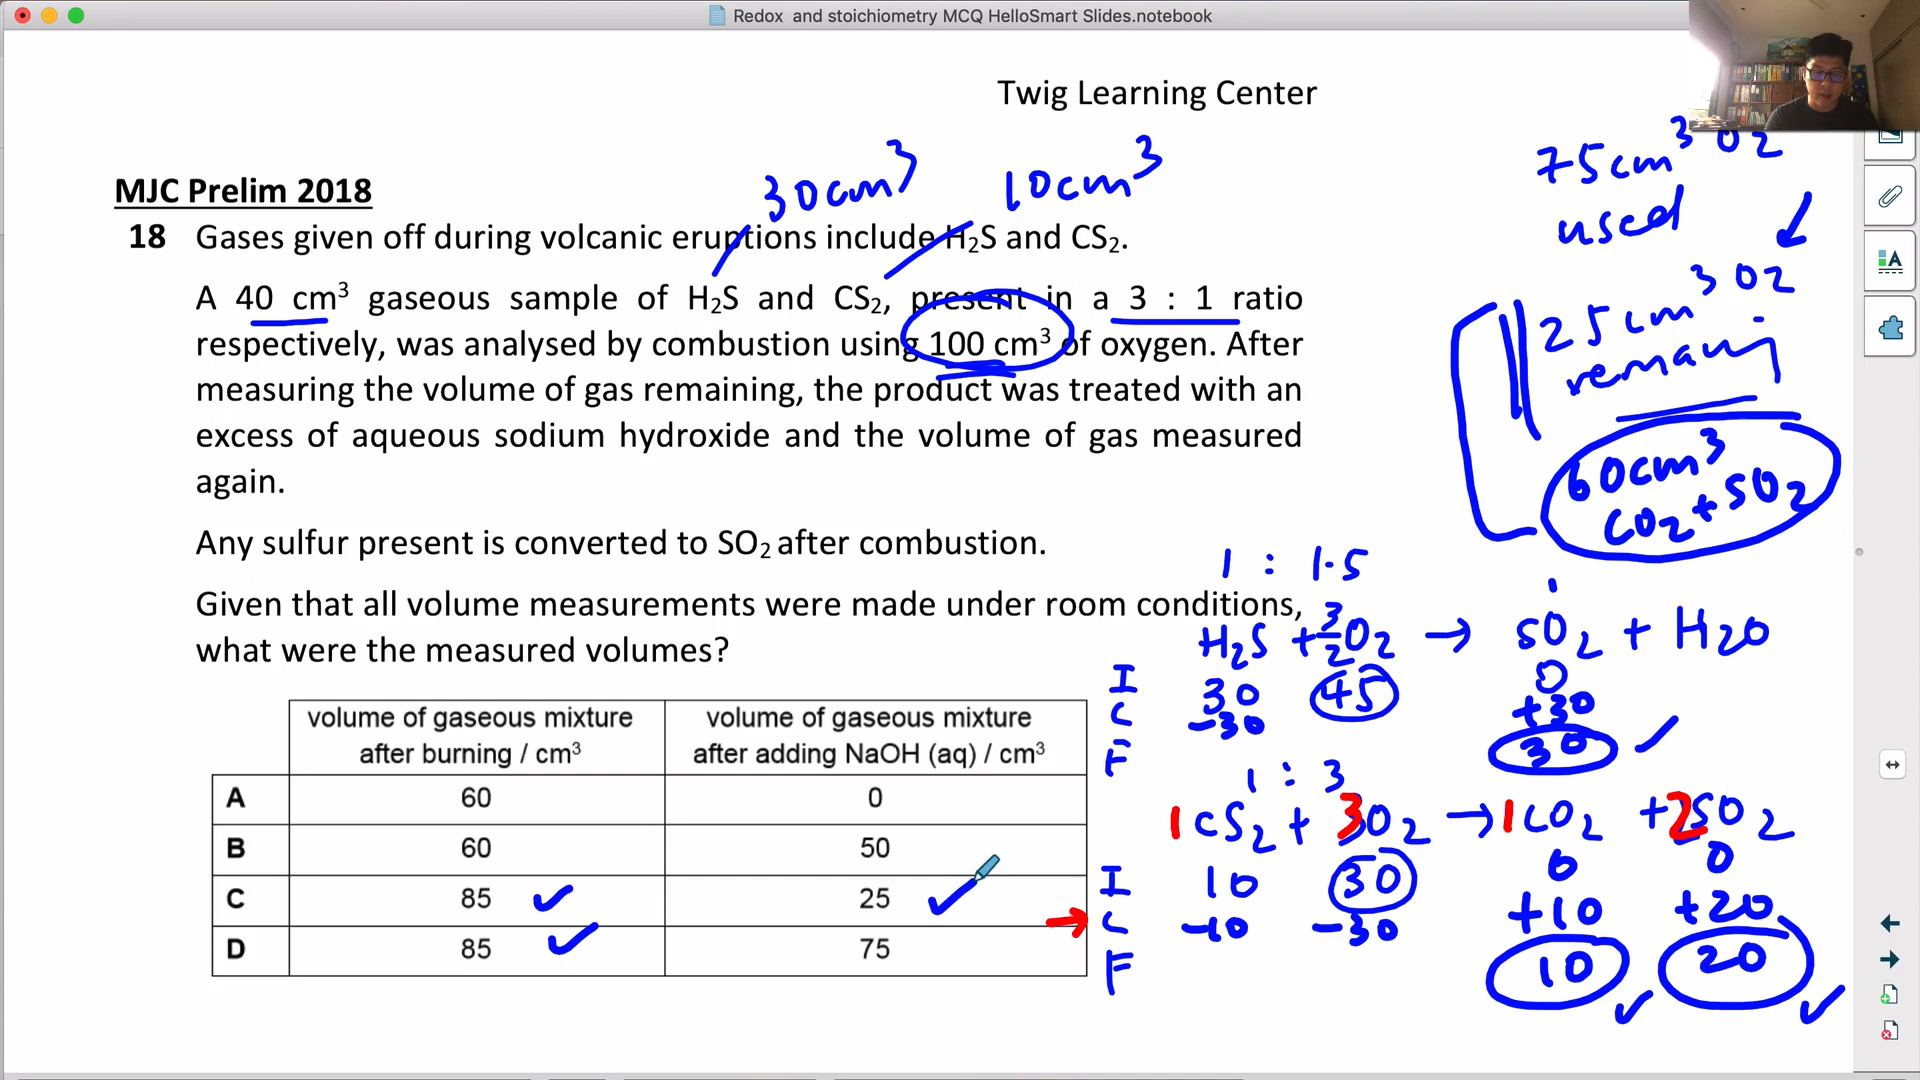 Redox and stoichiometry MCQ HelloSmart Slides.notebook
Twig Learning Center
75cm³ O2
used
30cm³
10cm³
MJC Prelim 2018
18 Gases given off during volcanic eruptions include H₂S and CS₂.
A 40 cm³ gaseous sample of H₂S and CS₂, present in a 3 : 1 ratio
respectively, was analysed by combustion using 100 cm³ of oxygen. After
measuring the volume of gas remaining, the product was treated with an
excess of aqueous sodium hydroxide and the volume of gas measured
again.
25cm³ O2
remaing
60cm³
CO2 + SO2
Any sulfur present is converted to SO₂ after combustion.
Given that all volume measurements were made under room conditions,
what were the measured volumes?
1 : 1.5
H2S + 3/2 O2 → SO2 + H2O
I 30 45 0
C -30 +30
F 30
volume of gaseous mixture after burning / cm³
volume of gaseous mixture after adding NaOH (aq) / cm³
A 60 0
B 60 50
C 85 25
D 85 75
1 : 3
1CS2 + 3O2 → 1CO2 + 2SO2
I 10 30 0 0
C -10 -30 +10 +20
F 10 20